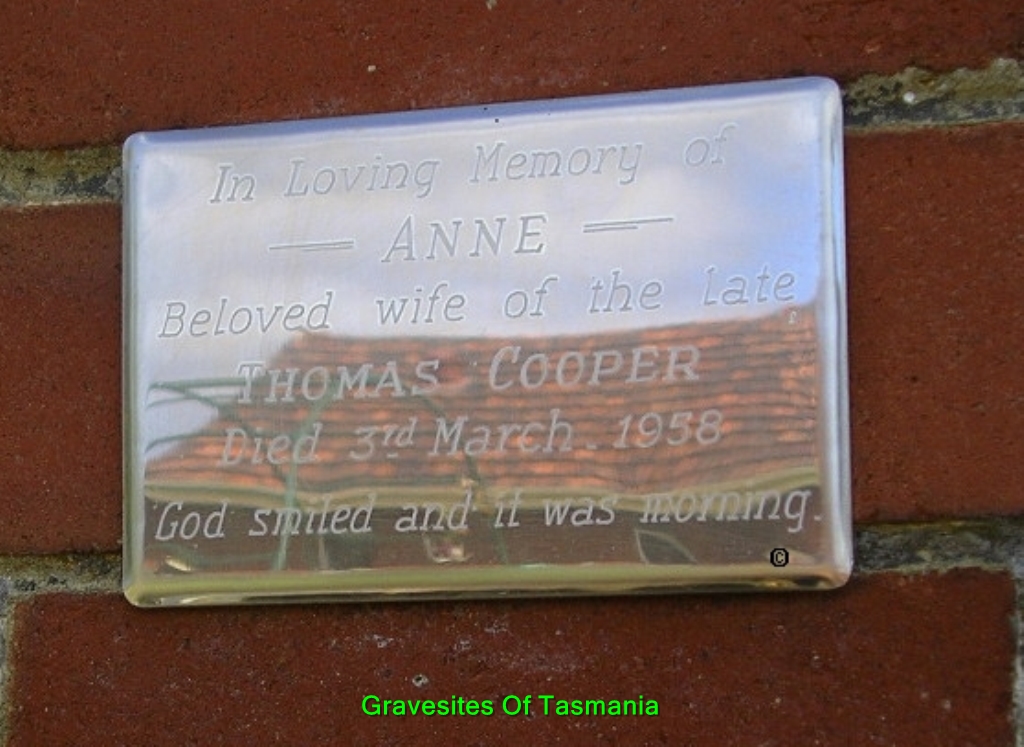 In Loving Memory of
ANNE
Beloved wife of the late
THOMAS COOPER
Died 3rd March. 1958
God smiled and it was morning.
©
Gravesites Of Tasmania